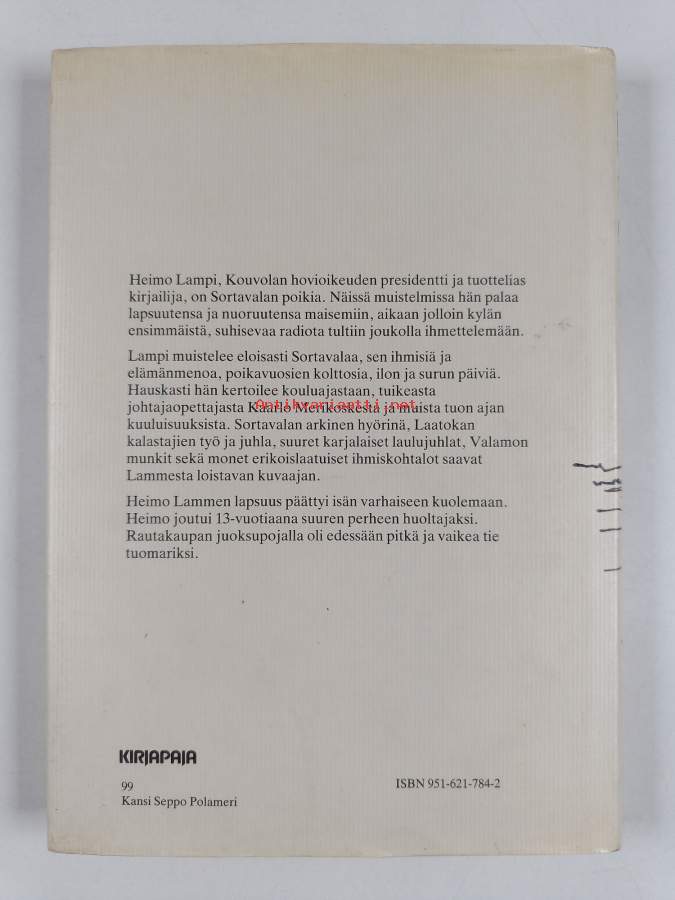 Heimo Lampi, Kouvolan hovioikeuden presidentti ja tuottelias
kirjailija, on Sortavalan poikia. Näissä muistelmissa hän palaa
lapsuutensa ja nuoruutensa maisemiin, aikaan jolloin kylän
ensimmäistä, suhisevaa radiota tultiin joukolla ihmettelemään.
Lampi muistelee eloisasti Sortavalaa, sen ihmisiä ja
elämänmenoa, poikavuosien kolttosia, ilon ja surun päiviä.
Hauskasti hän kertoilee kouluajastaan, tuikeasta
Antikvariaatti.net
johtajaopettajasta Kaarlo Merikoskesta ja muista tuon ajan
kuuluisuuksista. Sortavalan arkinen hyörinä, Laatokan
kalastajien työ ja juhla, suuret karjalaiset laulujuhlat, Valamon
munkit sekä monet erikoislaatuiset ihmiskohtalot saavat
Lammesta loistavan kuvaajan.
Heimo Lammen lapsuus päättyi isän varhaiseen kuolemaan.
Heimo joutui 13-vuotiaana suuren perheen huoltajaksi.
Rautakaupan juoksupojalla oli edessään pitkä ja vaikea tie
tuomariksi.
KIRJAPAJA
99
Kansi Seppo Polameri
ISBN 951-621-784-2